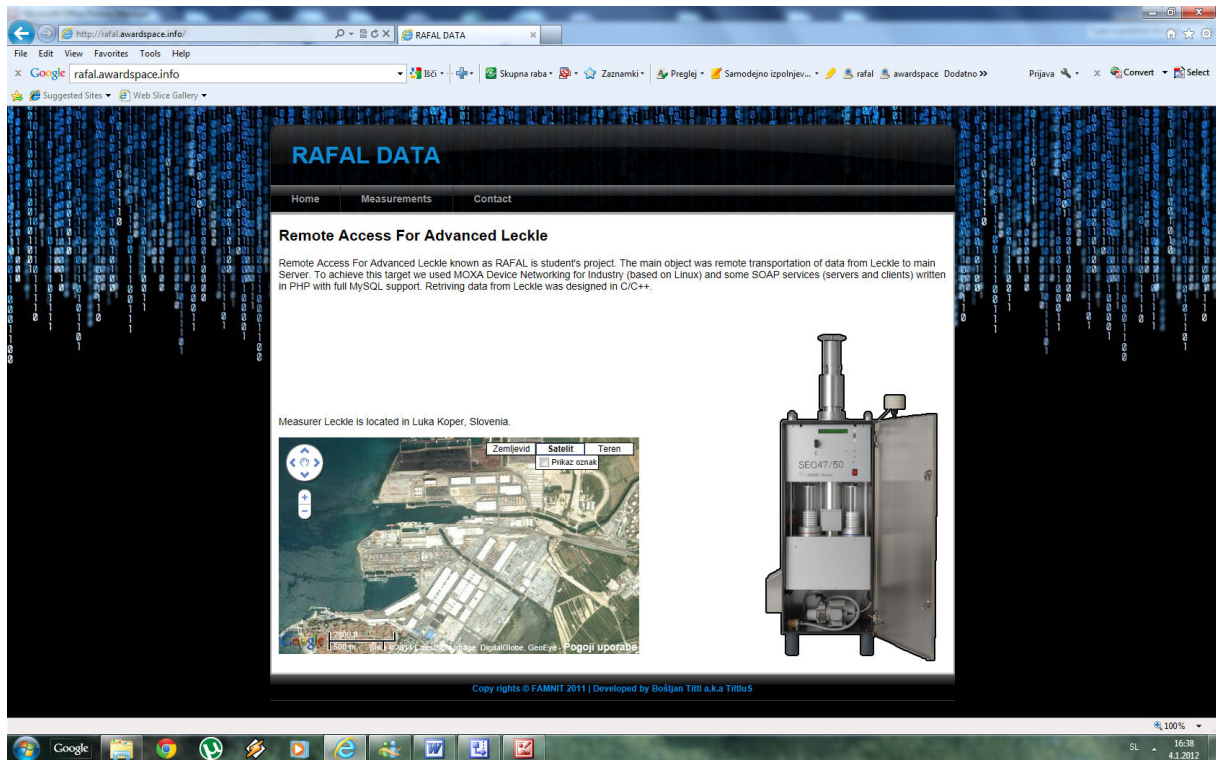 http://rafal.awardspace.info/
RAFAL DATA
File Edit View Favorites Tools Help
Google rafal.awardspace.info Išči Skupna raba Zaznamki Preglej Samodejno izpolnjev... rafal awardspace Dodatno » Prijava Convert Select
Suggested Sites Web Slice Gallery
RAFAL DATA
Home Measurements Contact
Remote Access For Advanced Leckle
Remote Access For Advanced Leckle known as RAFAL is student's project. The main object was remote transportation of data from Leckle to main
Server. To achieve this target we used MOXA Device Networking for Industry (based on Linux) and some SOAP services (servers and clients) written
in PHP with full MySQL support. Retriving data from Leckle was designed in C/C++.
Measurer Leckle is located in Luka Koper, Slovenia.
Zemljevid Satelit Teren
Prikaz oznak
SEQ47/50
Google
500 m
DigitalGlobe, GeoEye - Pogoji uporabe
Copy rights © FAMNIT 2011 | Developed by Boštjan Tittl a.k.a TittluS
100%
Google
SL 16:38
4.1.2012